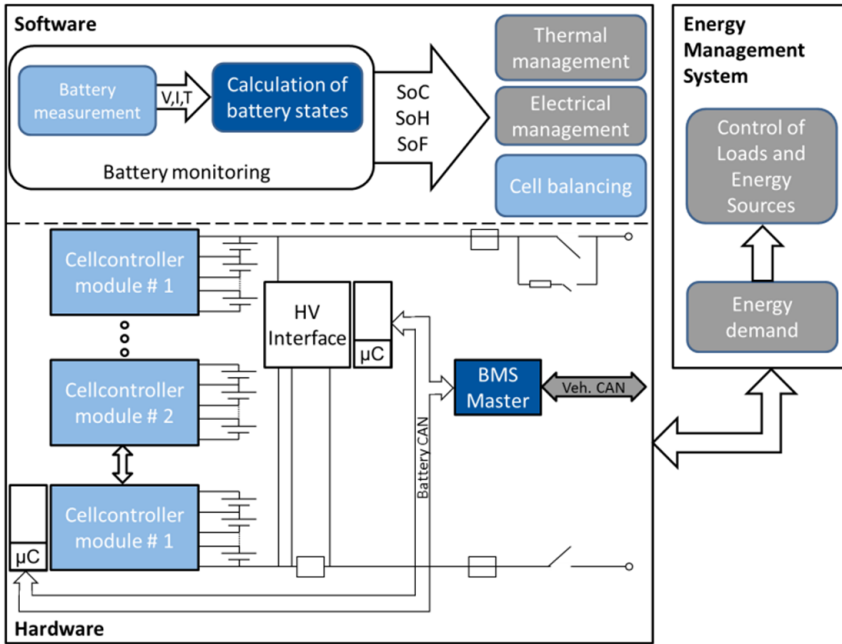 Software
Battery
measurement
V,I,T
Calculation of
battery states
Battery monitoring
SoC
SoH
SoF
Thermal
management
Electrical
management
Cell balancing
Energy
Management
System
Control of
Loads and
Energy
Sources
Energy
demand
Cellcontroller
module # 1
Cellcontroller
module # 2
Cellcontroller
module # 1
µC
HV
Interface
µC
Battery CAN
BMS
Master
Veh. CAN
Hardware